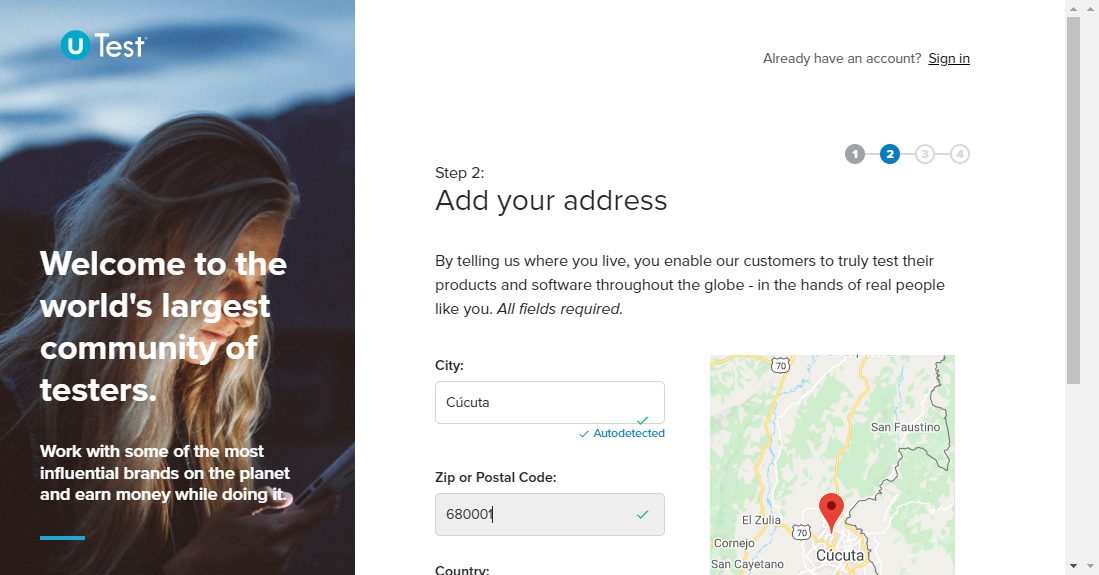 U Test
Already have an account? Sign in
1 2 3 4
Step 2:
Add your address
Welcome to the
world's largest
community of
testers.
By telling us where you live, you enable our customers to truly test their
products and software throughout the globe - in the hands of real people
like you. All fields required.
Work with some of the most
influential brands on the planet
and earn money while doing it.
City:
Cúcuta
Autodetected
Zip or Postal Code:
680001
Country:
70
San Faustino
El Zulia
70
Cornejo
Cúcuta
San Cayetano